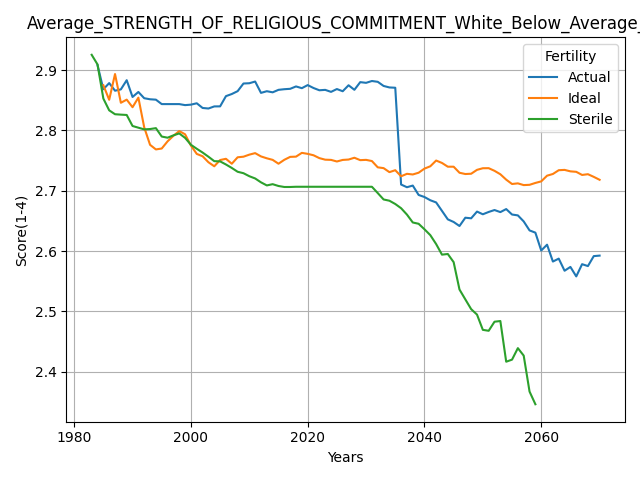 Average_STRENGTH_OF_RELIGIOUS_COMMITMENT_White_Below_Average_
Fertility
Actual
Ideal
Sterile
Score(1-4)
2.9
2.8
2.7
2.6
2.5
2.4
1980
2000
2020
2040
2060
Years